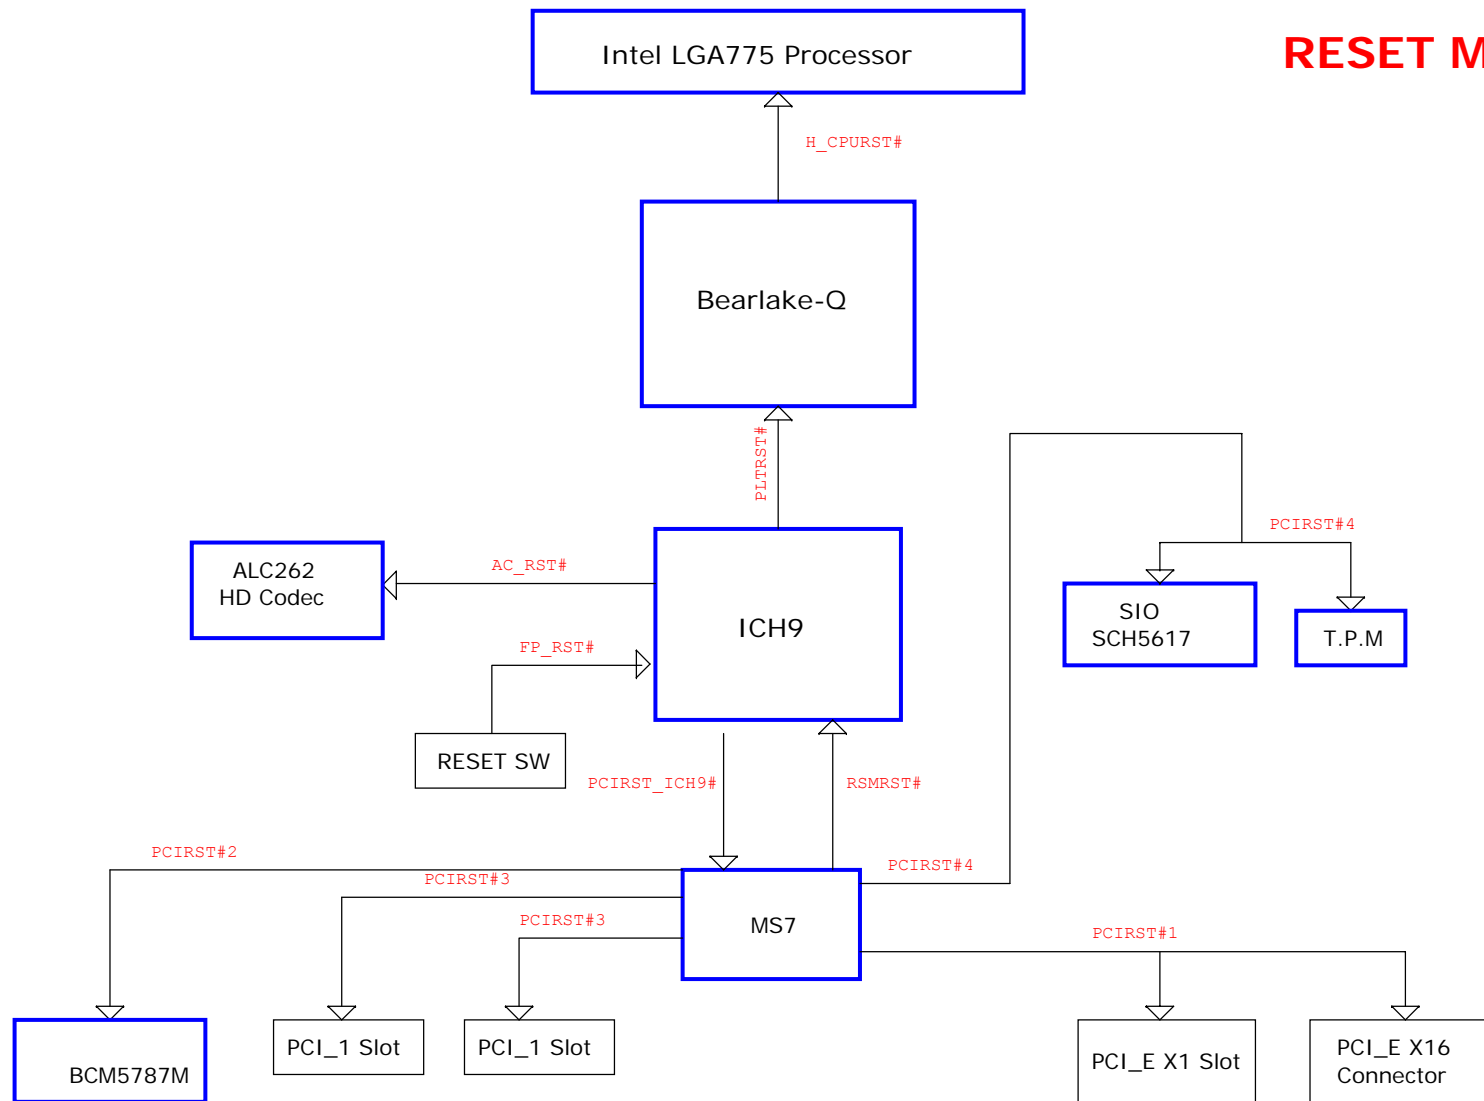 Intel LGA775 Processor
RESET M
H_CPURST#
Bearlake-Q
PLTRST#
PCIRST#4
AC_RST#
ALC262
HD Codec
ICH9
SIO
SCH5617
T.P.M
FP_RST#
RESET SW
PCIRST_ICH9#
RSMRST#
PCIRST#2
PCIRST#3
PCIRST#4
PCIRST#3
MS7
PCIRST#1
BCM5787M
PCI_1 Slot
PCI_1 Slot
PCI_E X1 Slot
PCI_E X16
Connector